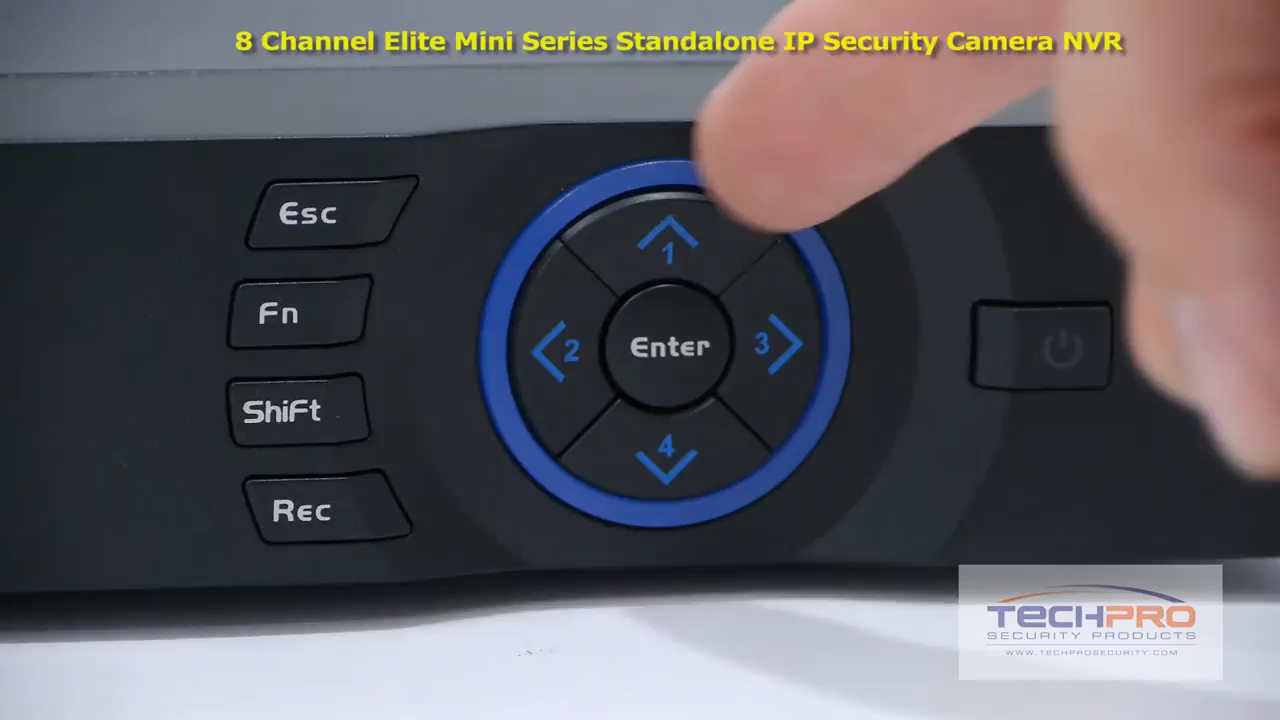 8 Channel Elite Mini Series Standalone IP Security Camera NVR
Esc
Fn
Shift
Rec
1
2
Enter
3
4
TECHPRO
SECURITY PRODUCTS
WWW.TECHPROSECURITY.COM